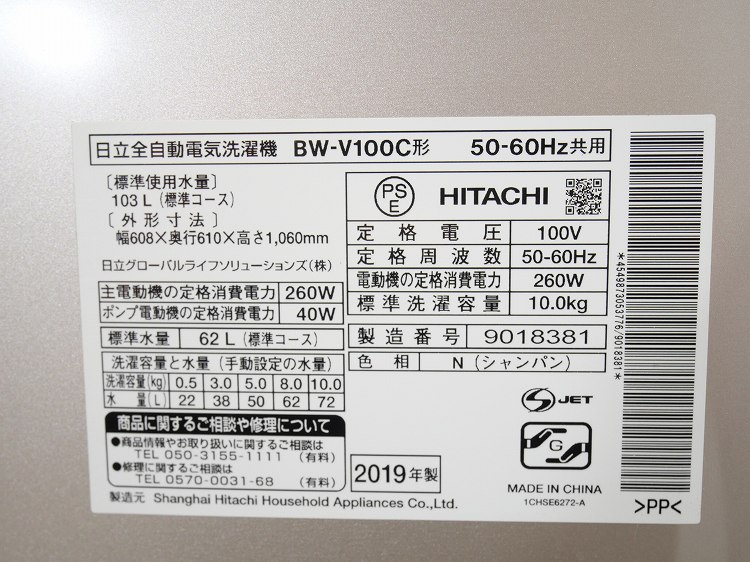 日立全自動電気洗濯機 BW-V100C形 50-60Hz共用
〔標準使用水量〕
103 L (標準コース)
〔外形寸法〕
幅608×奥行610×高さ1,060mm
日立グローバルライフソリューションズ(株)
主電動機の定格消費電力 260W
ポンプ電動機の定格消費電力 40W
標準水量 62 L (標準コース)
洗濯容量と水量 (手動設定の水量)
洗濯容量(kg) 0.5 3.0 5.0 8.0 10.0
水量(L) 22 38 50 62 72
商品に関するご相談や修理について
●商品情報やお取り扱いに関するご相談は
TEL 050-3155-1111 (有料)
●修理に関するご相談は
TEL 0570-0031-68 (有料)
製造元 Shanghai Hitachi Household Appliances Co.,Ltd.
PS
E
HITACHI
定格電圧 100V
定格周波数 50-60Hz
電動機の定格消費電力 260W
標準洗濯容量 10.0kg
製造番号 9018381
色相 N (シャンパン)
2019年製
S JET
G
MADE IN CHINA
1CHSE6272-A
*4549873053776/9018381*
>PP<